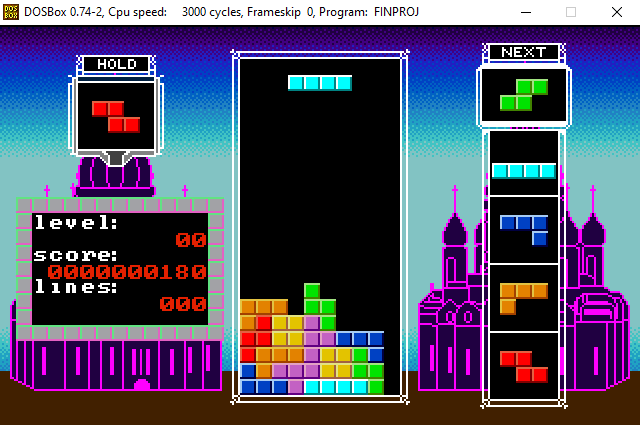 DOSBox 0.74-2, Cpu speed:    3000 cycles, Frameskip  0, Program:  FINPROJ
HOLD
NEXT
level:
00
score:
0000000180
lines:
000